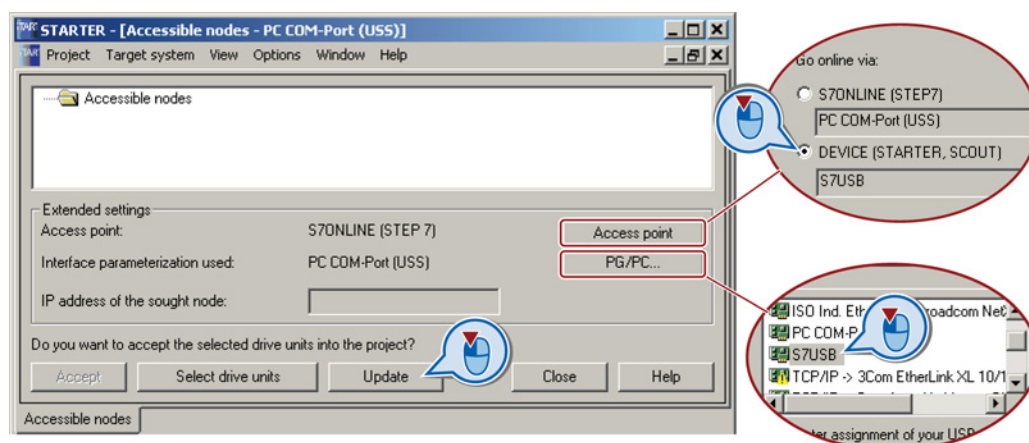 STARTER - [Accessible nodes - PC COM-Port (USS)]
Project Target system View Options Window Help
Accessible nodes
Extended settings
Access point: S7ONLINE (STEP 7) Access point
Interface parameterization used: PC COM-Port (USS) PG/PC...
IP address of the sought node:
Do you want to accept the selected drive units into the project?
Accept Select drive units Update Close Help
Accessible nodes
Go online via:
S7ONLINE (STEP7)
PC COM-Port (USS)
DEVICE (STARTER, SCOUT)
S7USB
ISO Ind.
PC COM-P
S7USB
TCP/IP -> 3Com EtherLink XL 10/1
assignment of your